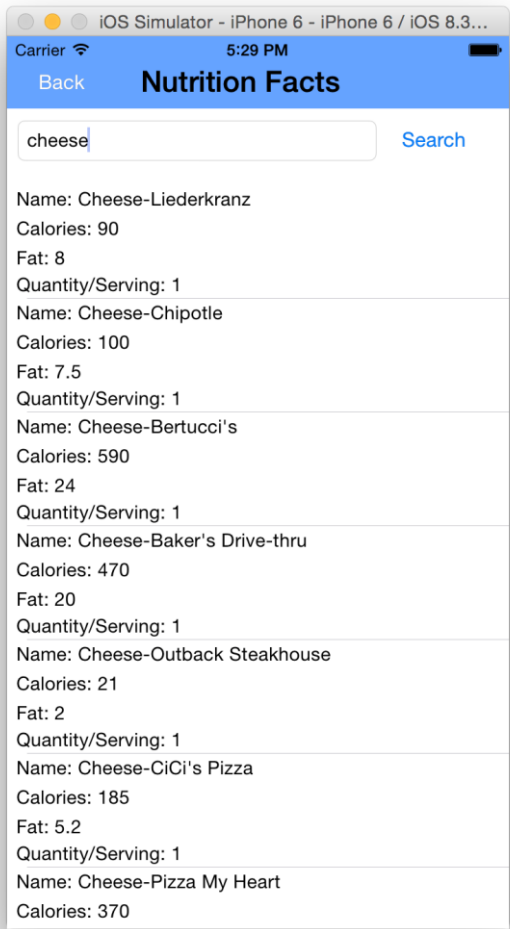 iOS Simulator - iPhone 6 - iPhone 6 / iOS 8.3...
Carrier 5:29 PM
Back Nutrition Facts
cheese Search
Name: Cheese-Liederkranz
Calories: 90
Fat: 8
Quantity/Serving: 1
Name: Cheese-Chipotle
Calories: 100
Fat: 7.5
Quantity/Serving: 1
Name: Cheese-Bertucci's
Calories: 590
Fat: 24
Quantity/Serving: 1
Name: Cheese-Baker's Drive-thru
Calories: 470
Fat: 20
Quantity/Serving: 1
Name: Cheese-Outback Steakhouse
Calories: 21
Fat: 2
Quantity/Serving: 1
Name: Cheese-CiCi's Pizza
Calories: 185
Fat: 5.2
Quantity/Serving: 1
Name: Cheese-Pizza My Heart
Calories: 370